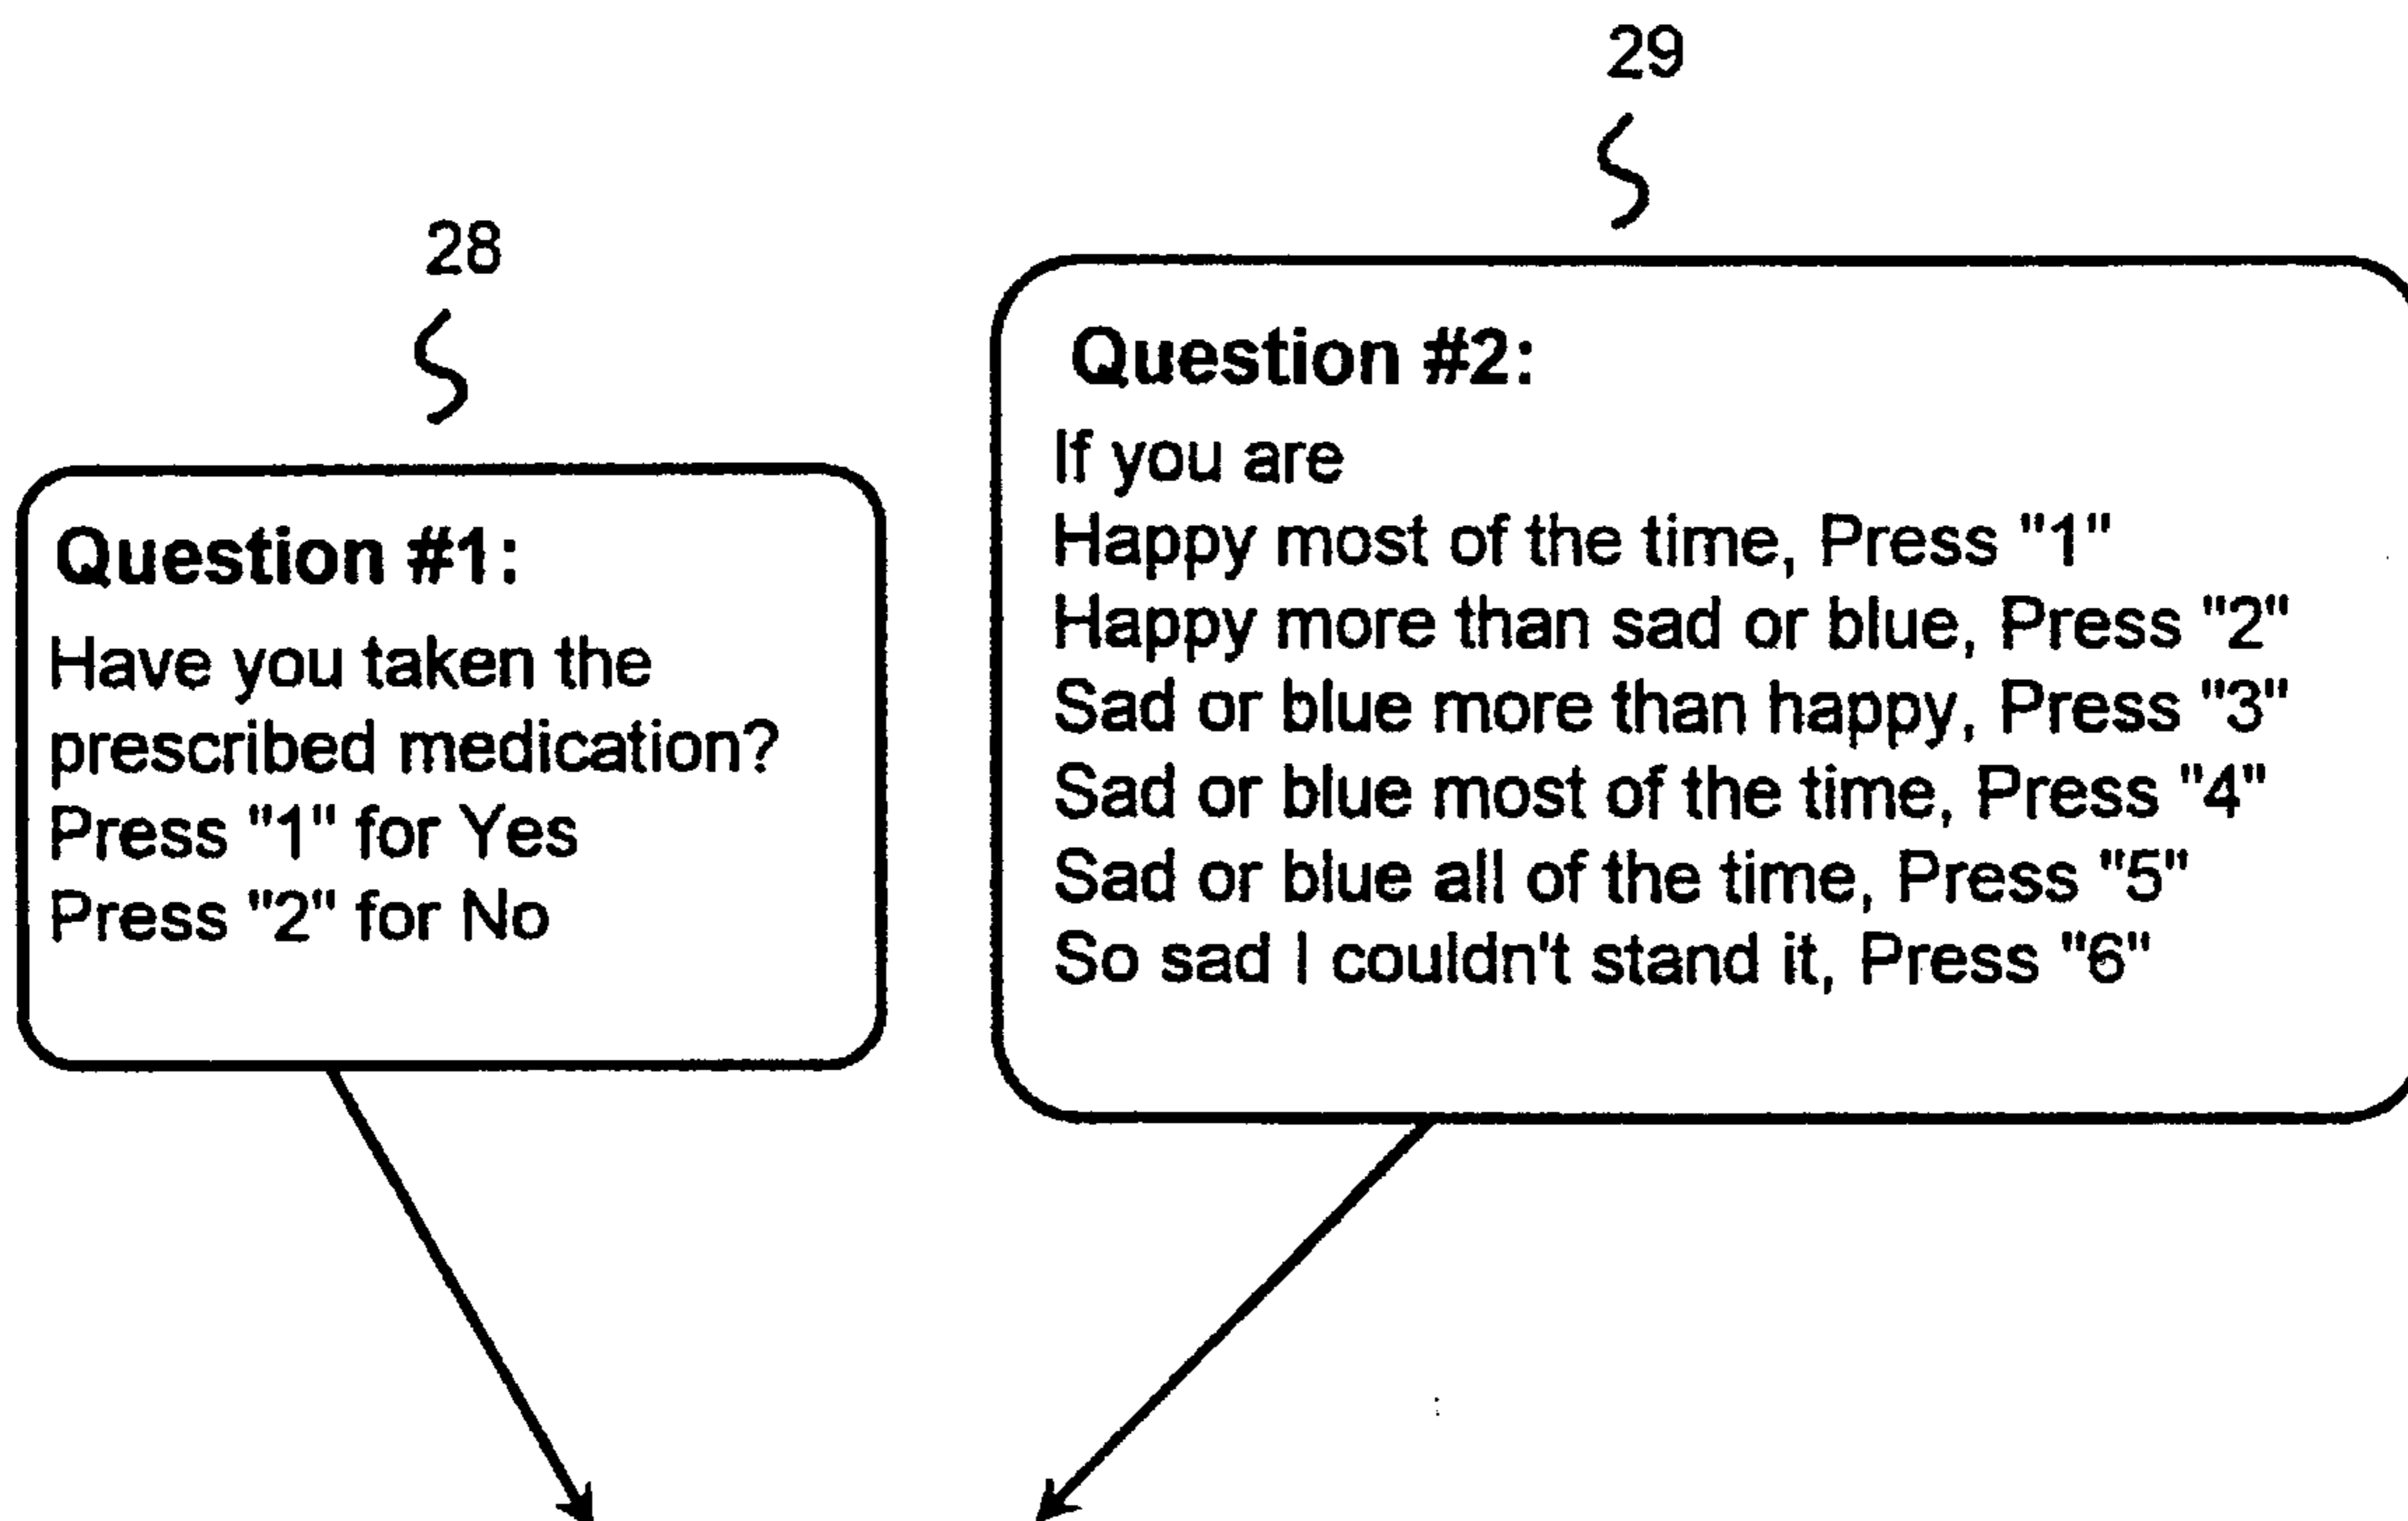 28
Question #1:
Have you taken the
prescribed medication?
Press "1" for Yes
Press "2" for No
29
Question #2:
If you are
Happy most of the time, Press "1"
Happy more than sad or blue, Press "2"
Sad or blue more than happy, Press "3"
Sad or blue most of the time, Press "4"
Sad or blue all of the time, Press "5"
So sad I couldn't stand it, Press "6"